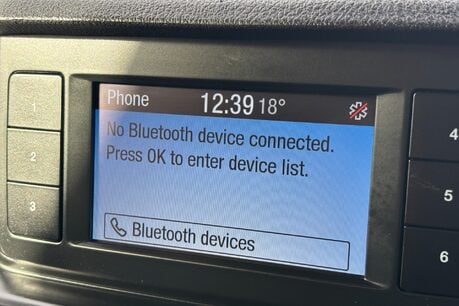 Phone 12:39 18°
No Bluetooth device connected.
Press OK to enter device list.
Bluetooth devices
1
2
3
4
5
6